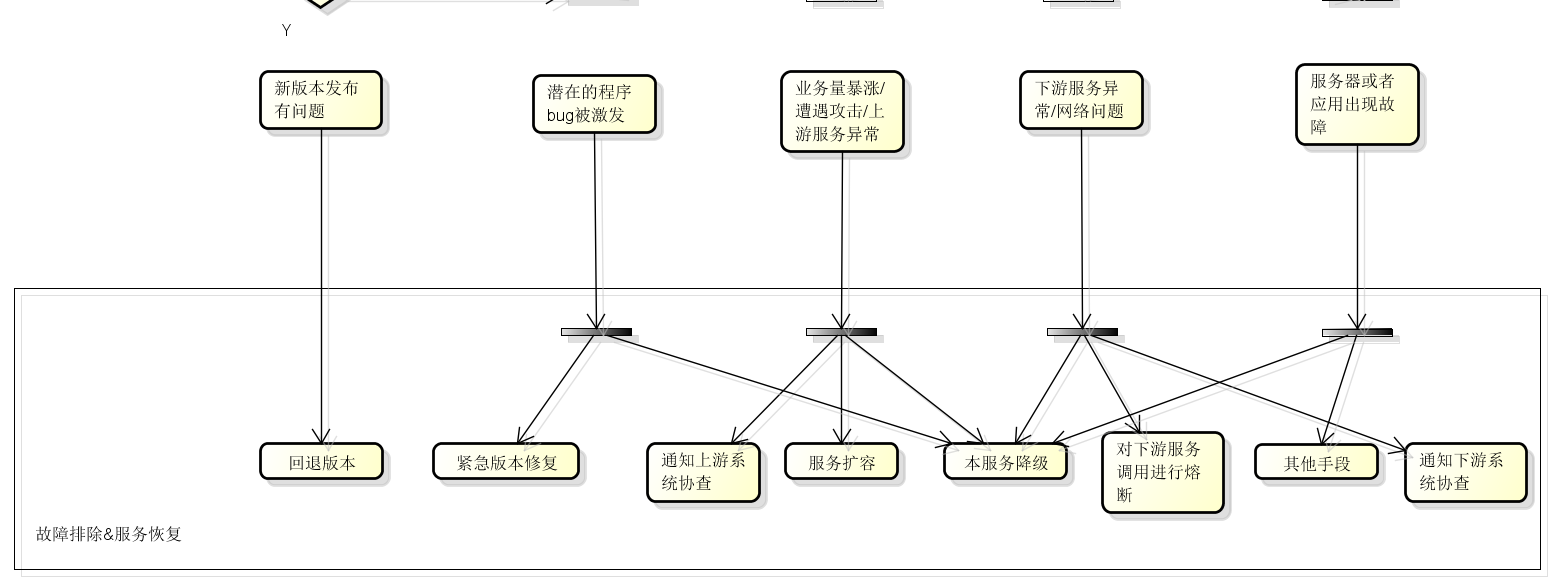 Y
新版本发布
有问题
潜在的程序
bug被激发
业务量暴涨/
遭遇攻击/上
游服务异常
下游服务异
常/网络问题
服务器或者
应用出现故
障
回退版本
紧急版本修复
通知上游系
统协查
服务扩容
本服务降级
对下游服务
调用进行熔
断
其他手段
通知下游系
统协查
故障排除&服务恢复